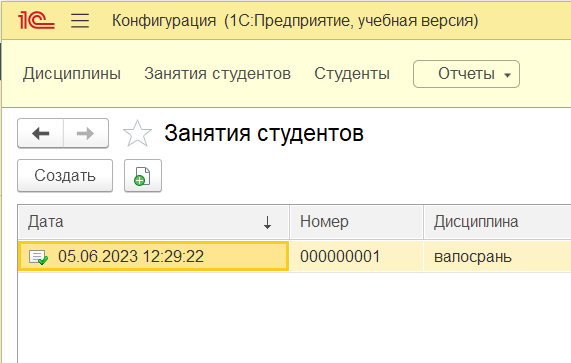 1С Конфигурация (1С:Предприятие, учебная версия)
Дисциплины Занятия студентов Студенты Отчеты
Занятия студентов
Создать
Дата Номер Дисциплина
05.06.2023 12:29:22 000000001 валосрань